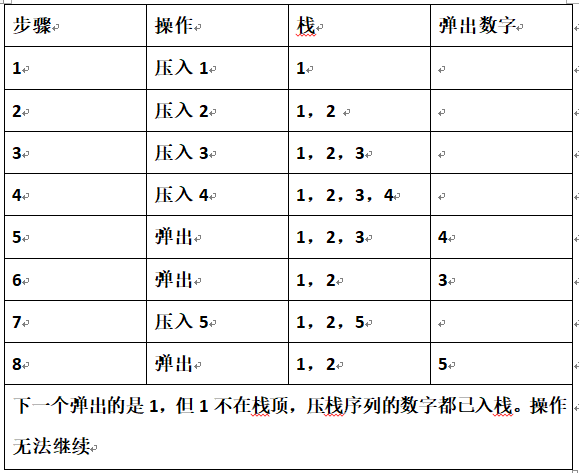 步骤 操作 栈 弹出数字
1 压入 1 1
2 压入 2 1，2
3 压入 3 1，2，3
4 压入 4 1，2，3，4
5 弹出 1，2，3 4
6 弹出 1，2 3
7 压入 5 1，2，5
8 弹出 1，2 5
下一个弹出的是 1，但 1 不在栈顶，压栈序列的数字都已入栈。操作
无法继续